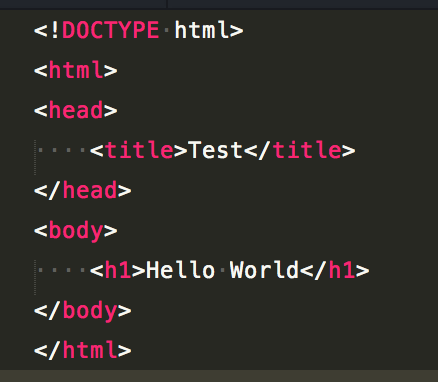 <!DOCTYPE html>
<html>
<head>
    <title>Test</title>
</head>
<body>
    <h1>Hello World</h1>
</body>
</html>